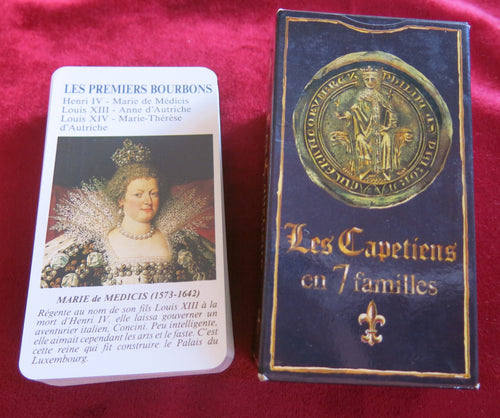 LES PREMIERS BOURBONS
Henri IV - Marie de Médicis
Louis XIII - Anne d'Autriche
Louis XIV - Marie-Thérèse
d'Autriche
MARIE de MEDICIS (1573-1642)
Régente au nom de son fils Louis XIII à la
mort d'Henri IV, elle laissa gouverner un
aventurier italien, Concini. Peu intelligente,
elle aimait cependant les arts et le faste. C'est
cette reine qui fit construire le Palais du
Luxembourg.
Les Capetiens
en 7 familles